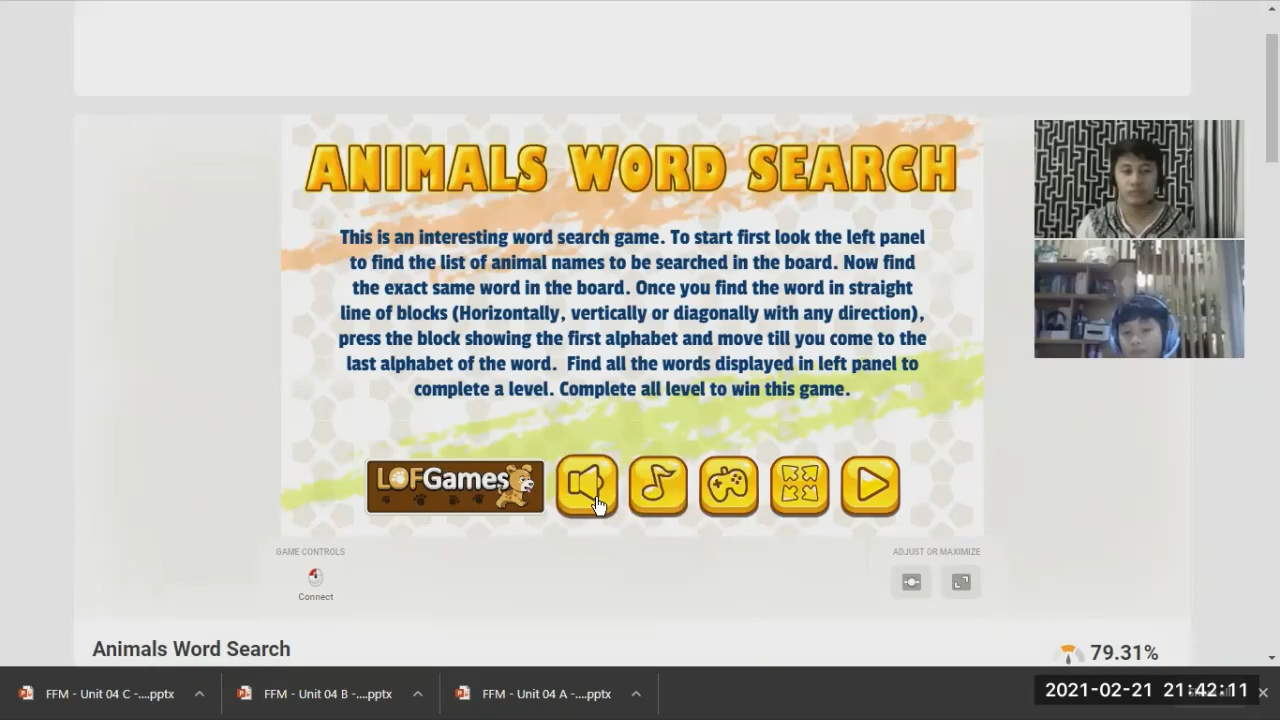 ANIMALS WORD SEARCH
This is an interesting word search game. To start first look the left panel
to find the list of animal names to be searched in the board. Now find
the exact same word in the board. Once you find the word in straight
line of blocks (Horizontally, vertically or diagonally with any direction),
press the block showing the first alphabet and move till you come to the
last alphabet of the word. Find all the words displayed in left panel to
complete a level. Complete all level to win this game.
LOFGames
GAME CONTROLS
ADJUST OR MAXIMIZE
Connect
Animals Word Search
79.31%
FFM - Unit 04 C -....pptx
FFM - Unit 04 B -....pptx
FFM - Unit 04 A -....pptx
2021-02-21 21:42:11